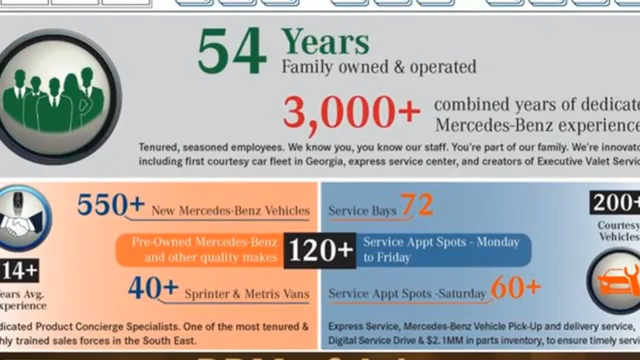 54 Years
Family owned & operated
3,000+ combined years of dedicate
Mercedes-Benz experience
Tenured, seasoned employees. We know you, you know our staff. You're part of our family. We're innovato
including first courtesy car fleet in Georgia, express service center, and creators of Executive Valet Servic
550+ New Mercedes-Benz Vehicles
Pre-Owned Mercedes-Benz
and other quality makes
120+
40+ Sprinter & Metris Vans
14+
ears Avg.
xperience
dicated Product Concierge Specialists. One of the most tenured &
hly trained sales forces in the South East.
Service Bays 72
Service Appt Spots - Monday
to Friday
Service Appt Spots -Saturday 60+
200+
Courtesy
Vehicles
Express Service, Mercedes-Benz Vehicle Pick-Up and delivery service,
Digital Service Drive & $2.1MM in parts inventory, to ensure timely serv